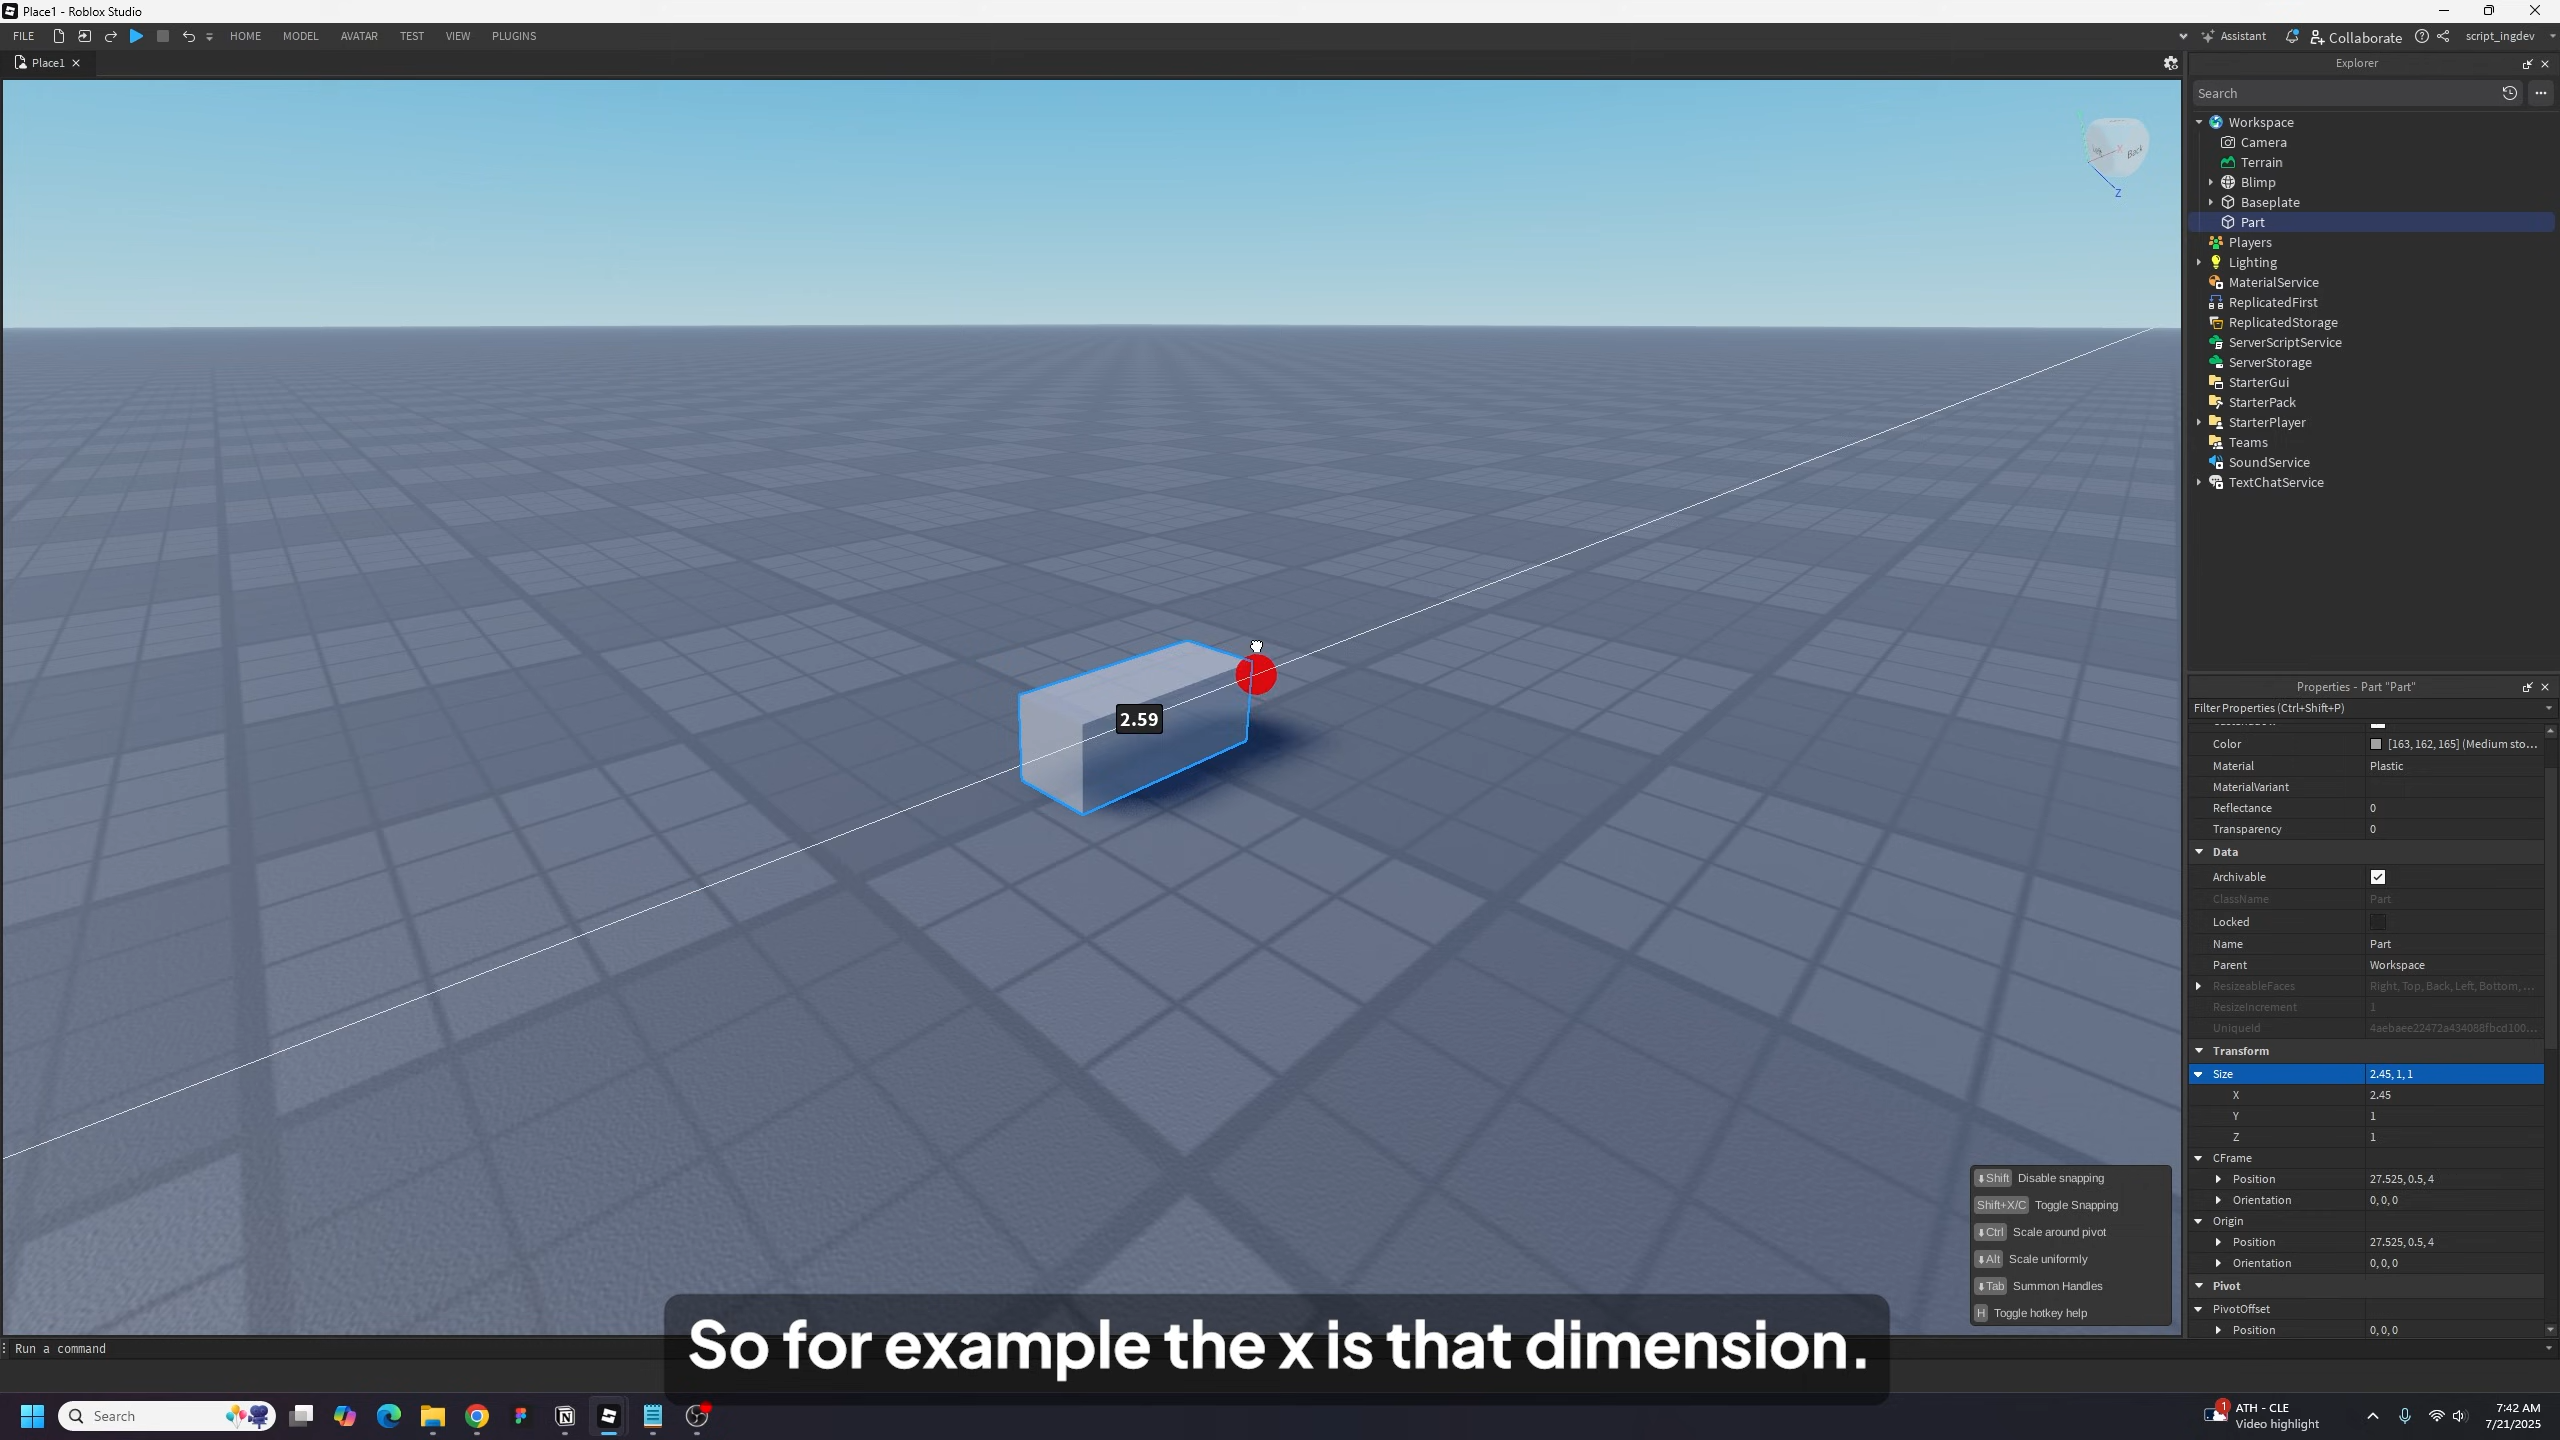 Place1 - Roblox Studio
FILE HOME MODEL AVATAR TEST VIEW PLUGINS
Assistant Collaborate script_ingdev
Place1
Back
X
Z
2.59
Shift Disable snapping
Shift+X/C Toggle Snapping
Ctrl Scale around pivot
Alt Scale uniformly
Tab Summon Handles
H Toggle hotkey help
Explorer
Search
Workspace
Camera
Terrain
Blimp
Baseplate
Part
Players
Lighting
MaterialService
ReplicatedFirst
ReplicatedStorage
ServerScriptService
ServerStorage
StarterGui
StarterPack
StarterPlayer
Teams
SoundService
TextChatService
Properties - Part "Part"
Filter Properties (Ctrl+Shift+P)
Color [163, 162, 165] (Medium sto...
Material Plastic
MaterialVariant
Reflectance 0
Transparency 0
Data
Archivable
ClassName Part
Locked
Name Part
Parent Workspace
ResizeableFaces Right, Top, Back, Left, Bottom, ...
ResizeIncrement 1
UniqueId 4aebaee22472a434088fbcd100...
Transform
Size 2.45, 1, 1
X 2.45
Y 1
Z 1
CFrame
Position 27.525, 0.5, 4
Orientation 0, 0, 0
Origin
Position 27.525, 0.5, 4
Orientation 0, 0, 0
Pivot
PivotOffset
Position 0, 0, 0
Run a command
So for example the x is that dimension.
Search
1
ATH - CLE
Video highlight
7:42 AM
7/21/2025